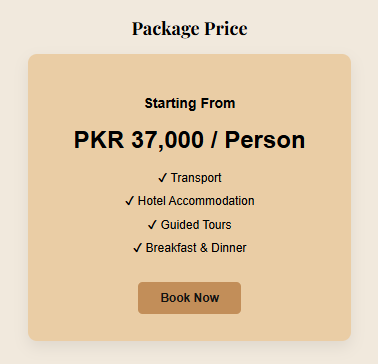 Package Price
Starting From
PKR 37,000 / Person
✓ Transport
✓ Hotel Accommodation
✓ Guided Tours
✓ Breakfast & Dinner
Book Now